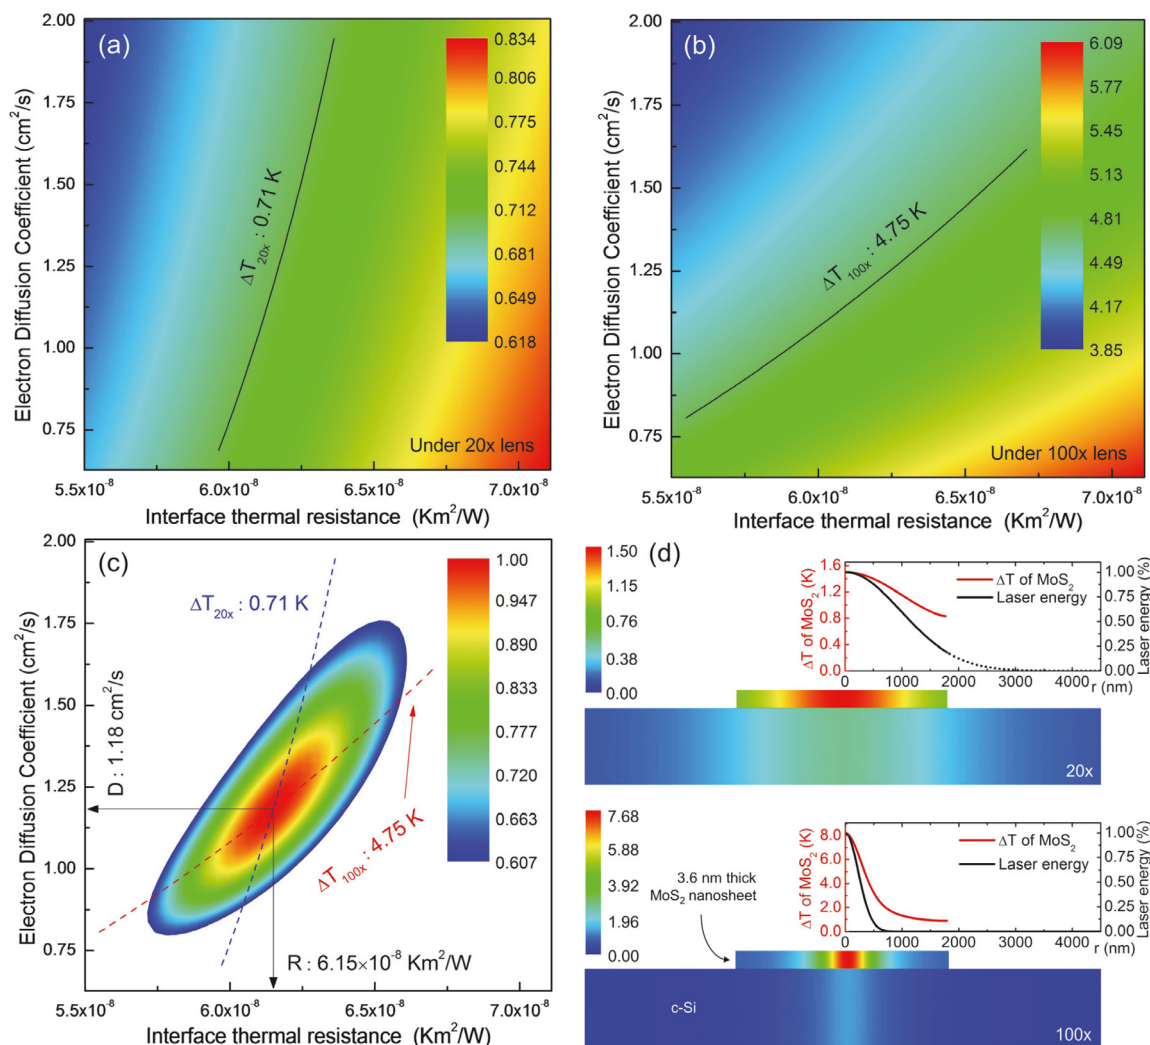 (a)
2.00
1.75
1.50
1.25
1.00
0.75
Electron Diffusion Coefficient (cm²/s)
ΔT₂₀ₓ : 0.71 K
0.834
0.806
0.775
0.744
0.712
0.681
0.649
0.618
Under 20x lens
5.5x10⁻⁸
6.0x10⁻⁸
6.5x10⁻⁸
7.0x10⁻⁸
Interface thermal resistance (Km²/W)
(b)
2.00
1.75
1.50
1.25
1.00
0.75
Electron Diffusion Coefficient (cm²/s)
ΔT₁₀₀ₓ : 4.75 K
6.09
5.77
5.45
5.13
4.81
4.49
4.17
3.85
Under 100x lens
5.5x10⁻⁸
6.0x10⁻⁸
6.5x10⁻⁸
7.0x10⁻⁸
Interface thermal resistance (Km²/W)
(c)
2.00
1.75
1.50
1.25
1.00
0.75
Electron Diffusion Coefficient (cm²/s)
ΔT₂₀ₓ : 0.71 K
D : 1.18 cm²/s
ΔT₁₀₀ₓ : 4.75 K
R : 6.15×10⁻⁸ Km²/W
1.00
0.947
0.890
0.833
0.777
0.720
0.663
0.607
5.5x10⁻⁸
6.0x10⁻⁸
6.5x10⁻⁸
7.0x10⁻⁸
Interface thermal resistance (Km²/W)
(d)
1.50
1.15
0.76
0.38
0.00
ΔT of MoS₂ (K)
1.6
1.2
0.8
0.4
0.0
ΔT of MoS₂
Laser energy
1.00%
0.75
0.50
0.25
0.00
Laser energy (%)
0
1000
2000
3000
4000
r (nm)
20x
7.68
5.88
3.92
1.96
0.00
3.6 nm thick
MoS₂ nanosheet
ΔT of MoS₂ (K)
8.0
6.0
4.0
2.0
0.0
ΔT of MoS₂
Laser energy
1.00%
0.75
0.50
0.25
0.00
Laser energy (%)
0
1000
2000
3000
4000
r (nm)
c-Si
100x